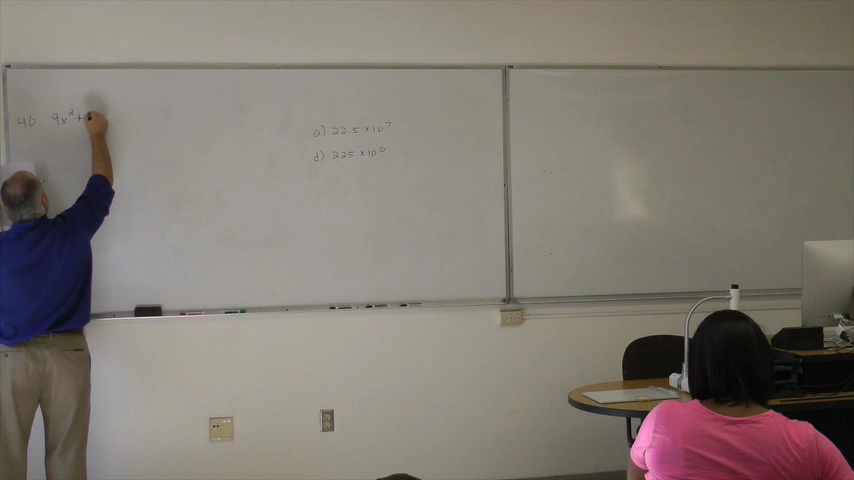 46 9x² +
a) 22.5 x 10⁷
d) 225 x 10⁶